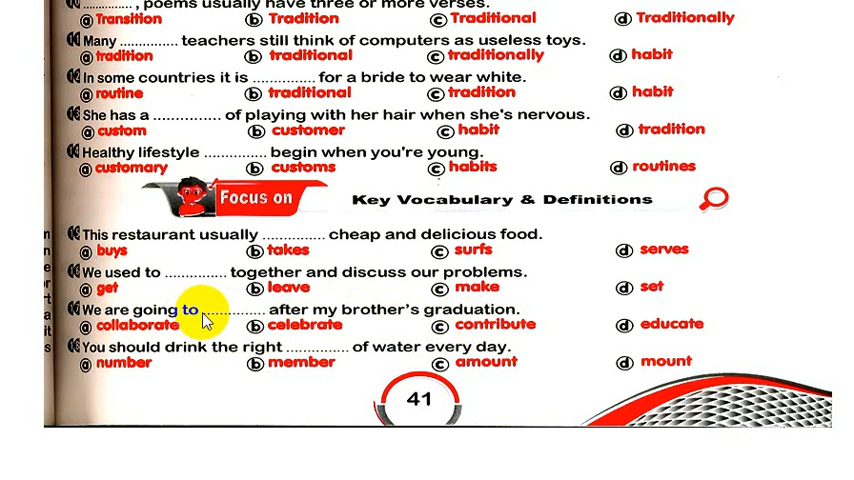 ............. , poems usually have three or more verses.
a Transition b Tradition c Traditional d Traditionally
Many .............. teachers still think of computers as useless toys.
a tradition b traditional c traditionally d habit
In some countries it is .............. for a bride to wear white.
a routine b traditional c tradition d habit
She has a ............... of playing with her hair when she's nervous.
a custom b customer c habit d tradition
Healthy lifestyle .............. begin when you're young.
a customary b customs c habits d routines
Focus on Key Vocabulary & Definitions
This restaurant usually .............. cheap and delicious food.
a buys b takes c surfs d serves
We used to .............. together and discuss our problems.
a get b leave c make d set
We are going to .............. after my brother's graduation.
a collaborate b celebrate c contribute d educate
You should drink the right .............. of water every day.
a number b member c amount d mount
41